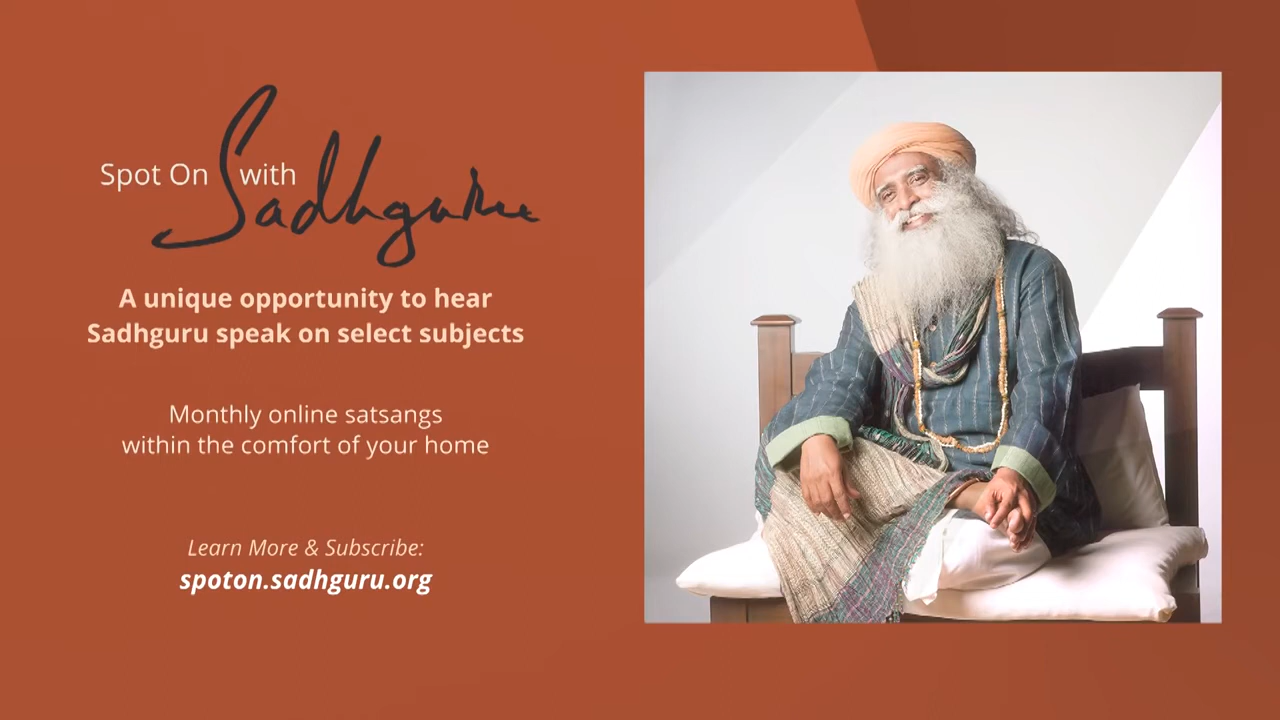 Spot On with Sadhguru
A unique opportunity to hear
Sadhguru speak on select subjects
Monthly online satsangs
within the comfort of your home
Learn More & Subscribe:
spoton.sadhguru.org